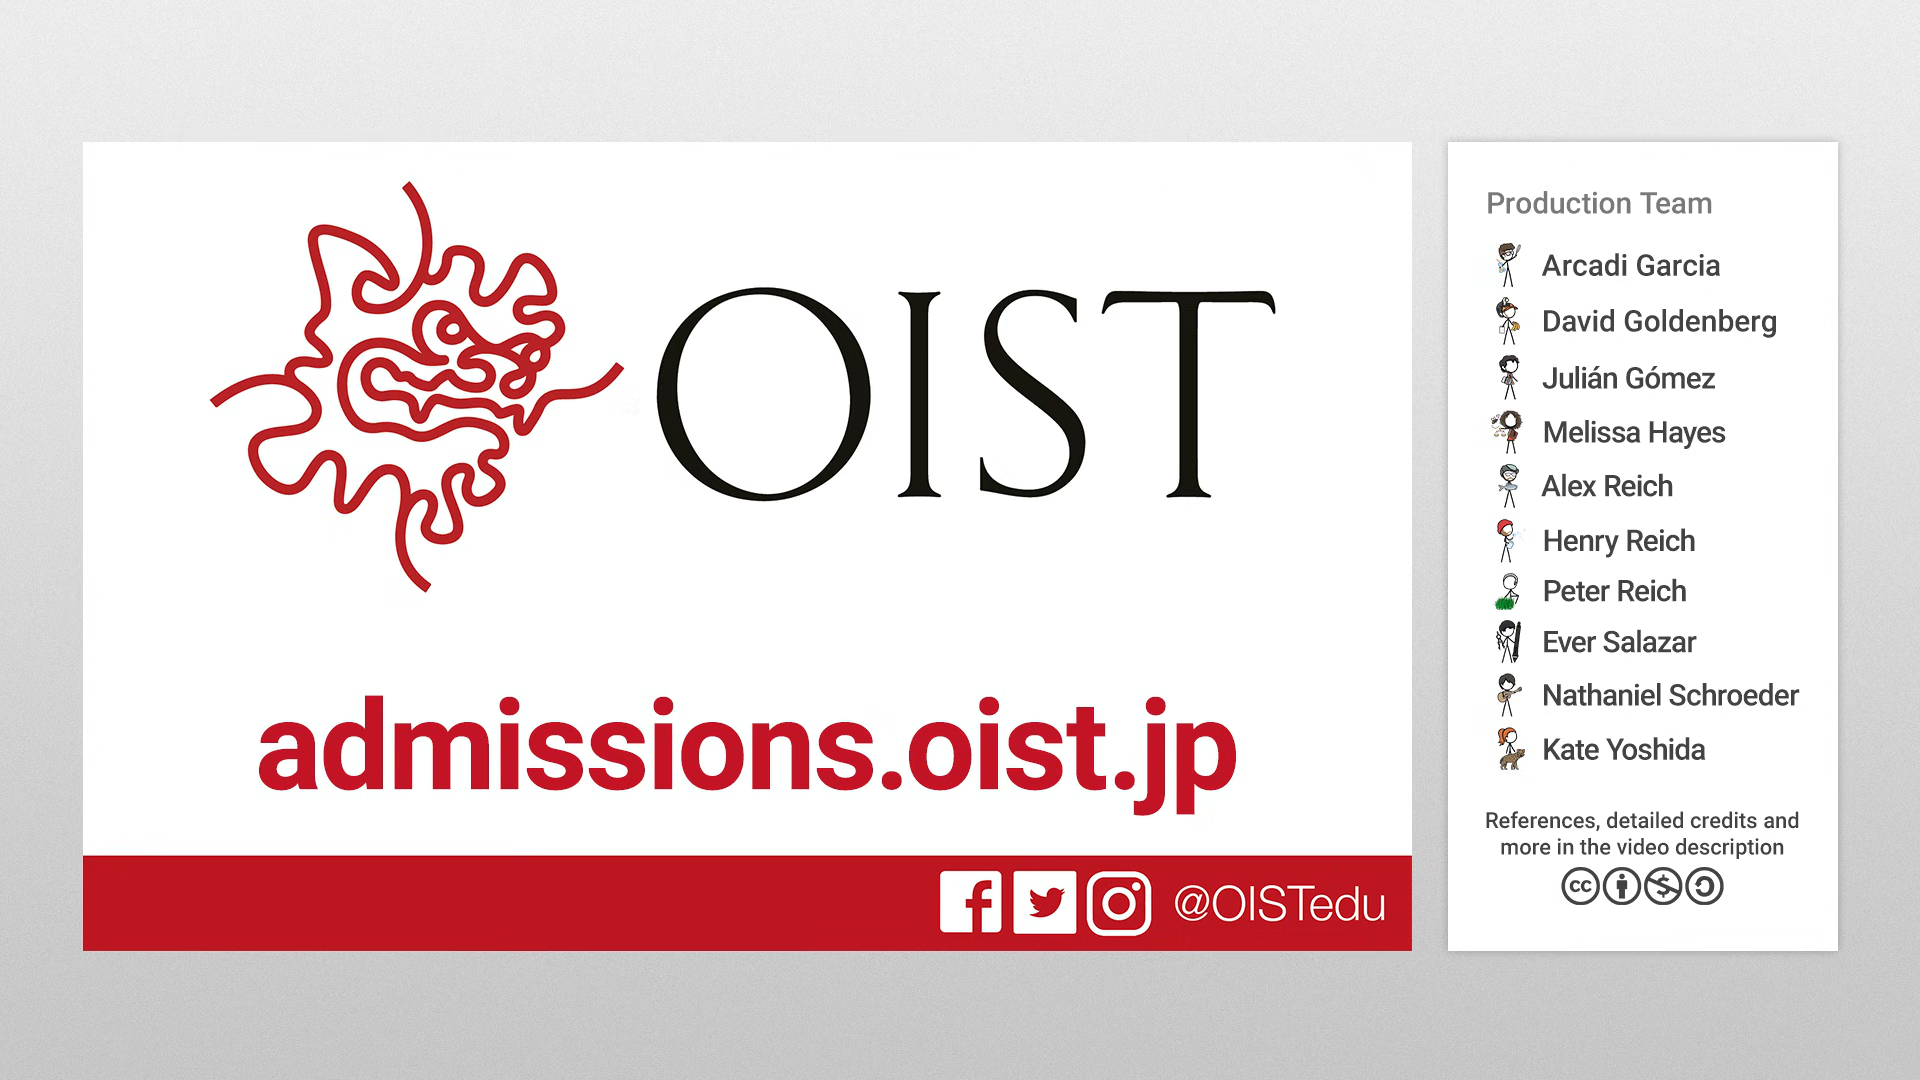 OIST
admissions.oist.jp
@OISTedu
Production Team
Arcadi Garcia
David Goldenberg
Julián Gómez
Melissa Hayes
Alex Reich
Henry Reich
Peter Reich
Ever Salazar
Nathaniel Schroeder
Kate Yoshida
References, detailed credits and
more in the video description
cc